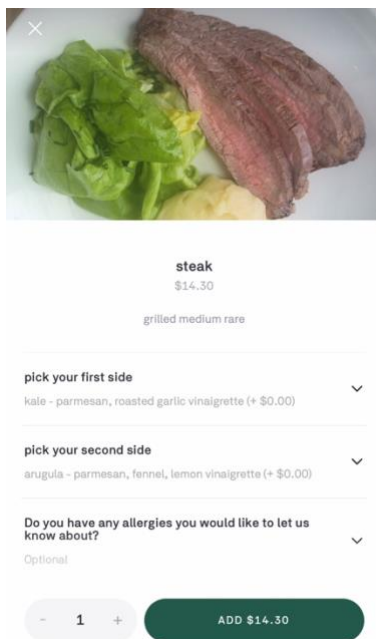 steak
$14.30
grilled medium rare
pick your first side
kale - parmesan, roasted garlic vinaigrette (+ $0.00)
pick your second side
arugula - parmesan, fennel, lemon vinaigrette (+ $0.00)
Do you have any allergies you would like to let us
know about?
Optional
- 1 +
ADD $14.30